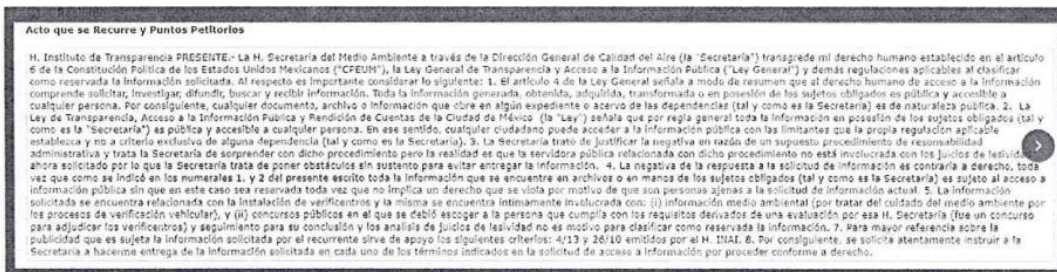 Acto que se Recurre y Puntos Petitorios
H. Instituto de Transparencia PRESENTE.- La H. Secretaria del Medio Ambiente a través de la Dirección General de Calidad del Aire (la "Secretaría") transgrede mi derecho humano establecido en el artículo
6 de la Constitución Política de los Estados Unidos Mexicanos ("CPEUM"), la Ley General de Transparencia y Acceso a la Información Pública ("Ley General") y demás regulaciones aplicables al clasificar
como reservada la información solicitada. Al respecto es importante considerar lo siguiente: 1. El artículo 4 de la Ley General señala a modo de resumen que el derecho humano de acceso a la información
comprende solicitar, investigar, difundir, buscar y recibir información. Toda la información generada, obtenida, adquirida, transformada o en posesión de los sujetos obligados es pública y accesible a
cualquier persona. Por consiguiente, cualquier documento, archivo o información que obre en algún expediente o acervo de las dependencias (tal y como es la Secretaría) es de naturaleza publica. 2. La
Ley de Transparencia, Acceso a la Información Pública y Rendición de Cuentas de la Ciudad de México (la "Ley") señala que por regla general toda la información en posesión de los sujetos obligados (tal y
como es la "Secretaría") es pública y accesible a cualquier persona. En ese sentido, cualquier ciudadano puede acceder a la información pública con las limitantes que la propia regulación aplicable
establezca y no a criterio exclusivo de alguna dependencia (tal y como es la Secretaría). 3. La Secretaría trató de justificar la negativa en razón de un supuesto procedimiento de resonsabilidad
administrativa y trata la Secretaría de sorprender con dicho procedimiento pero la realidad es que la servidora pública relacionada con dicho procedimiento no está involucrada con los juicios de lesividad
ahora solicitado por lo que la Secretaría trata de poner obstáculos sin sustento para evitar entregar la información. 4. La negativa de la respuesta a la solicitud de información es contraria a derecho, toda
vez que como se indicó en los numerales 1. y 2 del presente escrito toda la información que se encuentre en archivos o en manos de los sujetos obligados (tal y como es la Secretaría) es sujeto al acceso a
información pública sin que en este caso sea reservada toda vez que no implica un derecho que se viola por motivo de que son personas ajenas a la solicitud de información actual. 5. La información
solicitada se encuentra relacionada con la instalación de verificentros y la misma se encuentra íntimamente involucrada con: (i) información medio ambiental (por tratar del cuidado del medio ambiente por
los procesos de verificación vehicular), y (ii) concursos públicos en el que se debió escoger a la persona que cumplía con los requisitos derivados de una evaluación por esa H. Secretaría (fue un concurso
para adjudicar los verificentros) y seguimiento para su conclusión y los analisis de juicios de lesividad no es motivo para clasificar como reservada la información. 7. Para mayor referencia sobre la
publicidad que es sujeta la información solicitada por el recurrente sirve de apoyo los siguientes criterios: 4/13 y 26/10 emitidos por el H. INAI. 8. Por consiguiente, se solicita atentamente instruir a la
Secretaría a hacerme entrega de la información solicitada en cada uno de los términos indicados en la solicitud de acceso a información por proceder conforme a derecho.